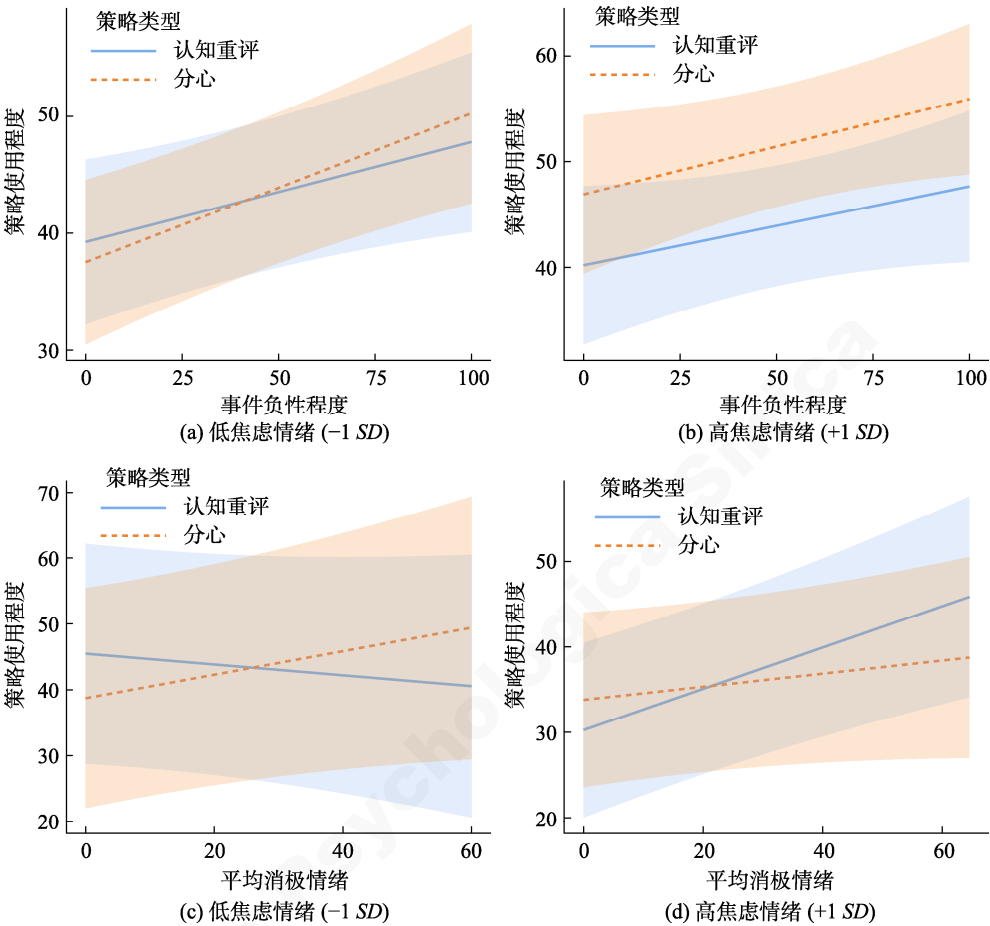 策略类型
认知重评
分心
50
40
30
策略使用程度
0 25 50 75 100
事件负性程度
(a) 低焦虑情绪 (−1 SD)
策略类型
认知重评
分心
60
50
40
策略使用程度
0 25 50 75 100
事件负性程度
(b) 高焦虑情绪 (+1 SD)
策略类型
认知重评
分心
70
60
50
40
30
20
策略使用程度
0 20 40 60
平均消极情绪
(c) 低焦虑情绪 (−1 SD)
策略类型
认知重评
分心
50
40
30
20
策略使用程度
0 20 40 60
平均消极情绪
(d) 高焦虑情绪 (+1 SD)
Psychologica Sinica